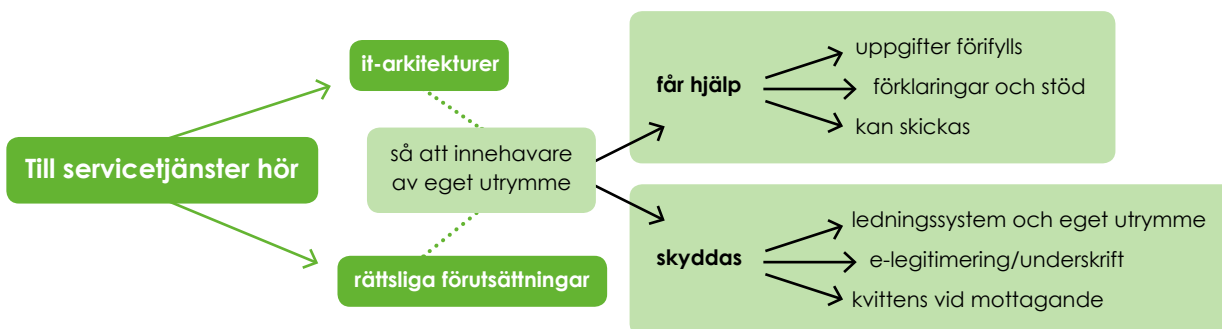 Till servicetjänster hör
it-arkitekturer
så att innehavare
av eget utrymme
rättsliga förutsättningar
får hjälp
uppgifter förifylls
förklaringar och stöd
kan skickas
skyddas
ledningssystem och eget utrymme
e-legitimering/underskrift
kvittens vid mottagande